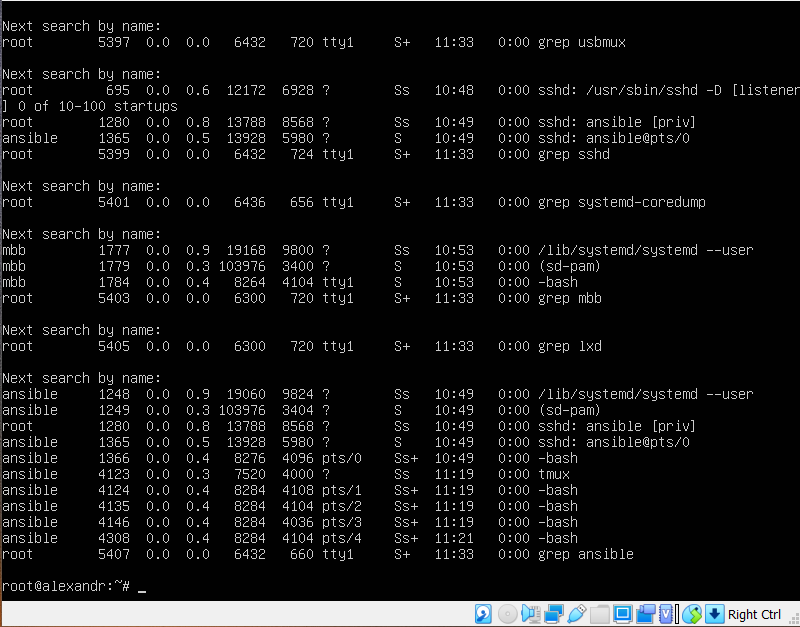 Next search by name:
root        5397  0.0  0.0   6432   720 tty1     S+   11:33   0:00 grep usbmux

Next search by name:
root         695  0.0  0.6  12172  6928 ?        Ss   10:48   0:00 sshd: /usr/sbin/sshd -D [listener
] 0 of 10-100 startups
root        1280  0.0  0.8  13788  8568 ?        Ss   10:49   0:00 sshd: ansible [priv]
ansible     1365  0.0  0.5  13928  5980 ?        S    10:49   0:00 sshd: ansible@pts/0
root        5399  0.0  0.0   6432   724 tty1     S+   11:33   0:00 grep sshd

Next search by name:
root        5401  0.0  0.0   6436   656 tty1     S+   11:33   0:00 grep systemd-coredump

Next search by name:
mbb         1777  0.0  0.9  19168  9800 ?        Ss   10:53   0:00 /lib/systemd/systemd --user
mbb         1779  0.0  0.3 103976  3400 ?        S    10:53   0:00 (sd-pam)
mbb         1784  0.0  0.4   8264  4104 tty1     S    10:53   0:00 -bash
root        5403  0.0  0.0   6300   720 tty1     S+   11:33   0:00 grep mbb

Next search by name:
root        5405  0.0  0.0   6300   720 tty1     S+   11:33   0:00 grep lxd

Next search by name:
ansible     1248  0.0  0.9  19060  9824 ?        Ss   10:49   0:00 /lib/systemd/systemd --user
ansible     1249  0.0  0.3 103976  3404 ?        S    10:49   0:00 (sd-pam)
root        1280  0.0  0.8  13788  8568 ?        Ss   10:49   0:00 sshd: ansible [priv]
ansible     1365  0.0  0.5  13928  5980 ?        S    10:49   0:00 sshd: ansible@pts/0
ansible     1366  0.0  0.4   8276  4096 pts/0    Ss+  10:49   0:00 -bash
ansible     4123  0.0  0.3   7520  4000 ?        Ss   11:19   0:00 tmux
ansible     4124  0.0  0.4   8284  4108 pts/1    Ss+  11:19   0:00 -bash
ansible     4135  0.0  0.4   8284  4104 pts/2    Ss+  11:19   0:00 -bash
ansible     4146  0.0  0.4   8284  4036 pts/3    Ss+  11:19   0:00 -bash
ansible     4308  0.0  0.4   8284  4104 pts/4    Ss+  11:21   0:00 -bash
root        5407  0.0  0.0   6432   660 tty1     S+   11:33   0:00 grep ansible

root@alexandr:~# _
Right Ctrl